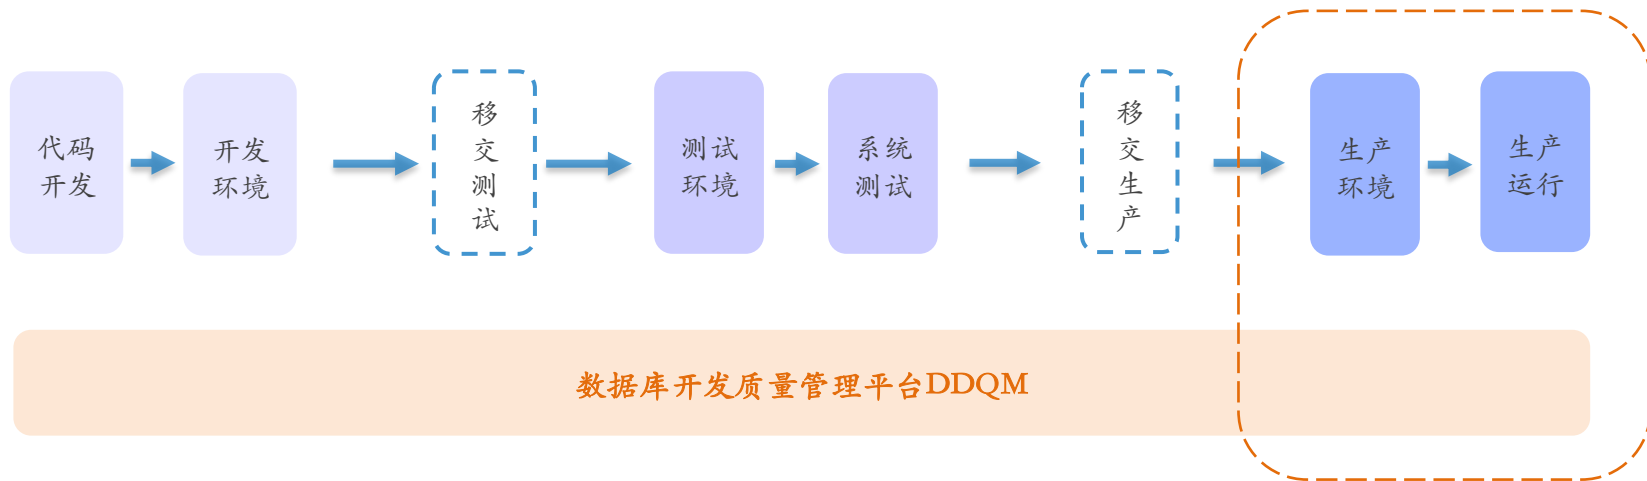 代码
开发
开发
环境
移
交
测
试
测试
环境
系统
测试
移
交
生
产
生产
环境
生产
运行
数据库开发质量管理平台DDQM